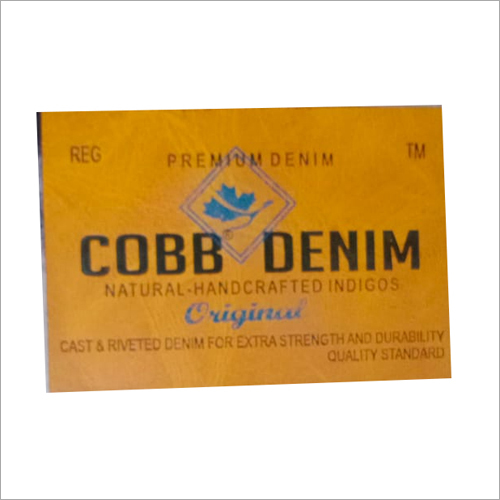 REG PREMIUM DENIM TM
COBB® DENIM
NATURAL-HANDCRAFTED INDIGOS
Original
CAST & RIVETED DENIM FOR EXTRA STRENGTH AND DURABILITY
QUALITY STANDARD